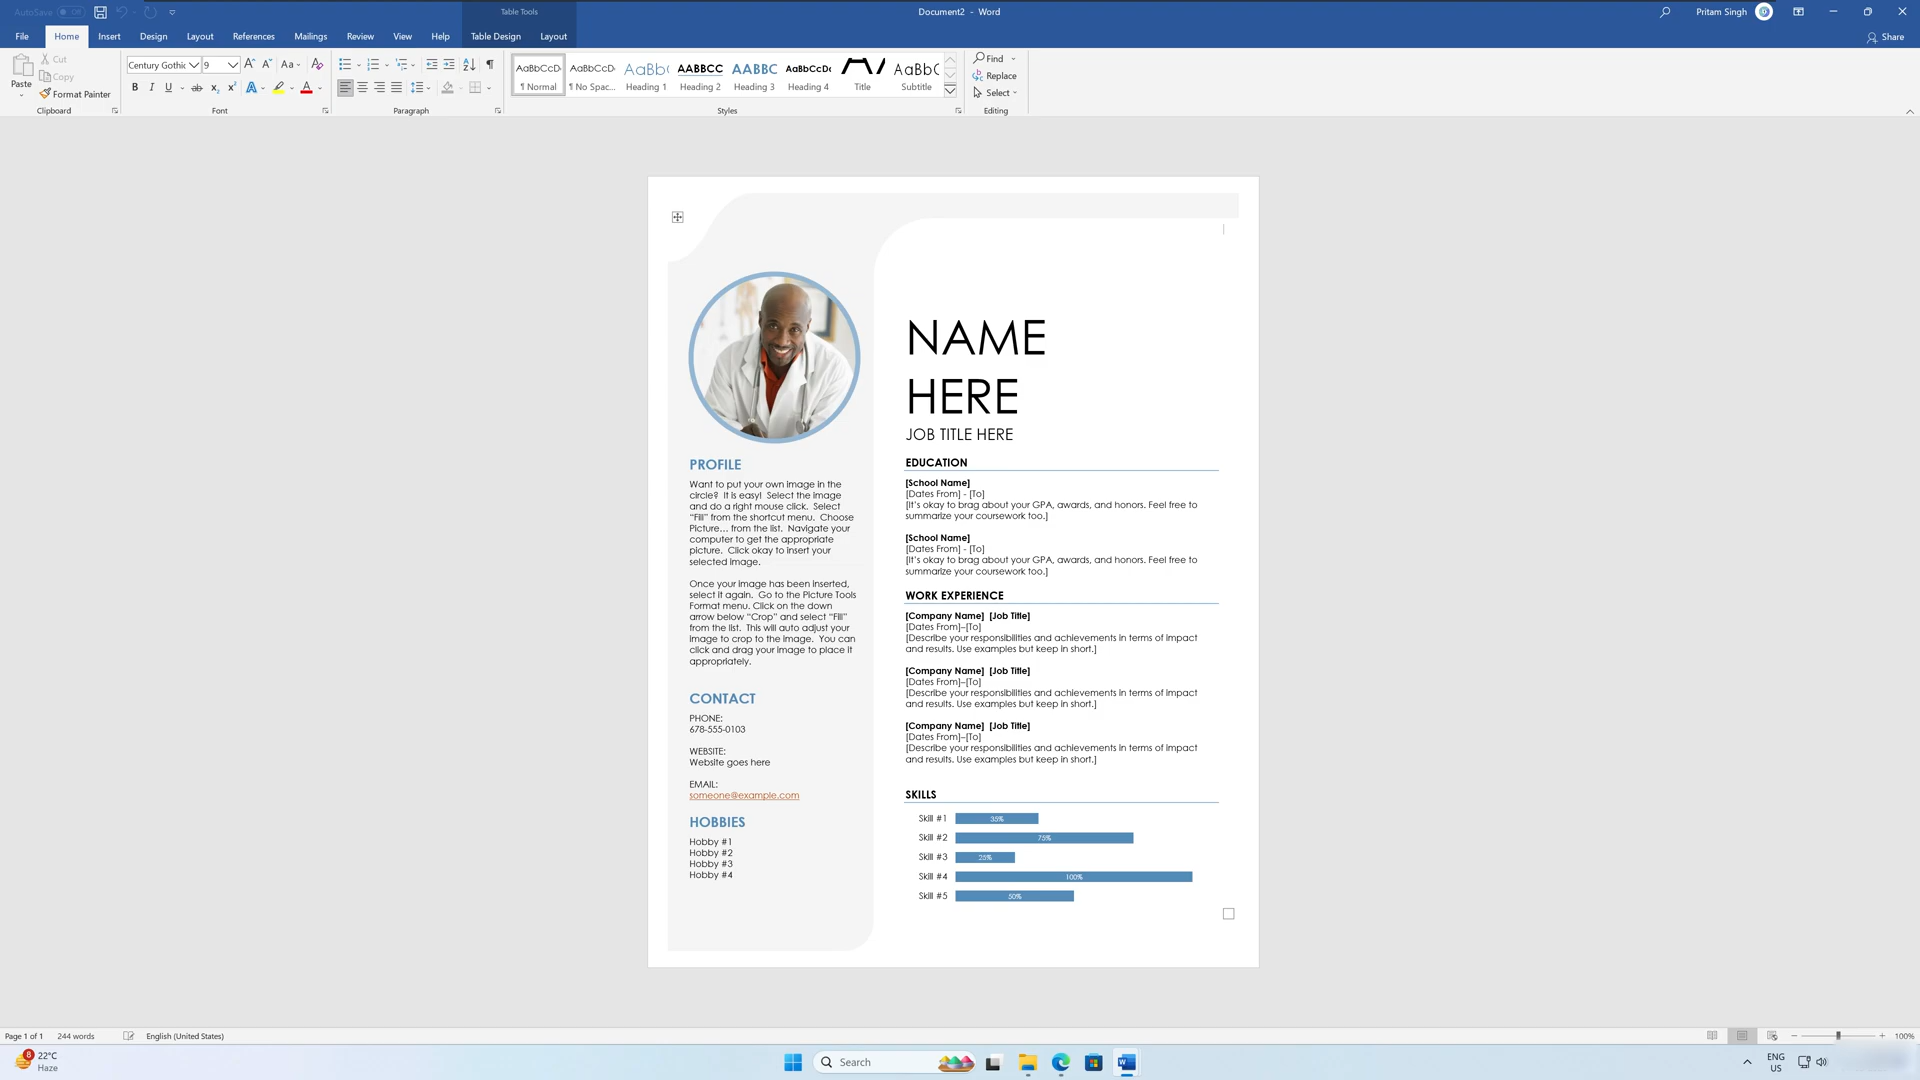 AutoSave Off
Table Tools
Document2 - Word
Pritam Singh
File Home Insert Design Layout References Mailings Review View Help Table Design Layout
Share
Paste
Cut
Copy
Format Painter
Clipboard
Century Gothic 9
Font
Paragraph
AaBbCcD AaBbCcD AaBbC AABBCC AABBC AaBbCcDc AaBbC
¶ Normal ¶ No Spac... Heading 1 Heading 2 Heading 3 Heading 4 Title Subtitle
Styles
Find
Replace
Select
Editing
NAME
HERE
JOB TITLE HERE
PROFILE
Want to put your own image in the
circle? It is easy! Select the image
and do a right mouse click. Select
“Fill” from the shortcut menu. Choose
Picture… from the list. Navigate your
computer to get the appropriate
picture. Click okay to insert your
selected image.
Once your image has been inserted,
select it again. Go to the Picture Tools
Format menu. Click on the down
arrow below “Crop” and select “Fill”
from the list. This will auto adjust your
image to crop to the image. You can
click and drag your image to place it
appropriately.
CONTACT
PHONE:
678-555-0103
WEBSITE:
Website goes here
EMAIL:
someone@example.com
HOBBIES
Hobby #1
Hobby #2
Hobby #3
Hobby #4
EDUCATION
[School Name]
[Dates From] - [To]
[It’s okay to brag about your GPA, awards, and honors. Feel free to
summarize your coursework too.]
[School Name]
[Dates From] - [To]
[It’s okay to brag about your GPA, awards, and honors. Feel free to
summarize your coursework too.]
WORK EXPERIENCE
[Company Name] [Job Title]
[Dates From]–[To]
[Describe your responsibilities and achievements in terms of impact
and results. Use examples but keep in short.]
[Company Name] [Job Title]
[Dates From]–[To]
[Describe your responsibilities and achievements in terms of impact
and results. Use examples but keep in short.]
[Company Name] [Job Title]
[Dates From]–[To]
[Describe your responsibilities and achievements in terms of impact
and results. Use examples but keep in short.]
SKILLS
Skill #1 35%
Skill #2 75%
Skill #3 25%
Skill #4 100%
Skill #5 50%
Page 1 of 1 244 words English (United States)
100%
8
22°C
Haze
Search
ENG
US